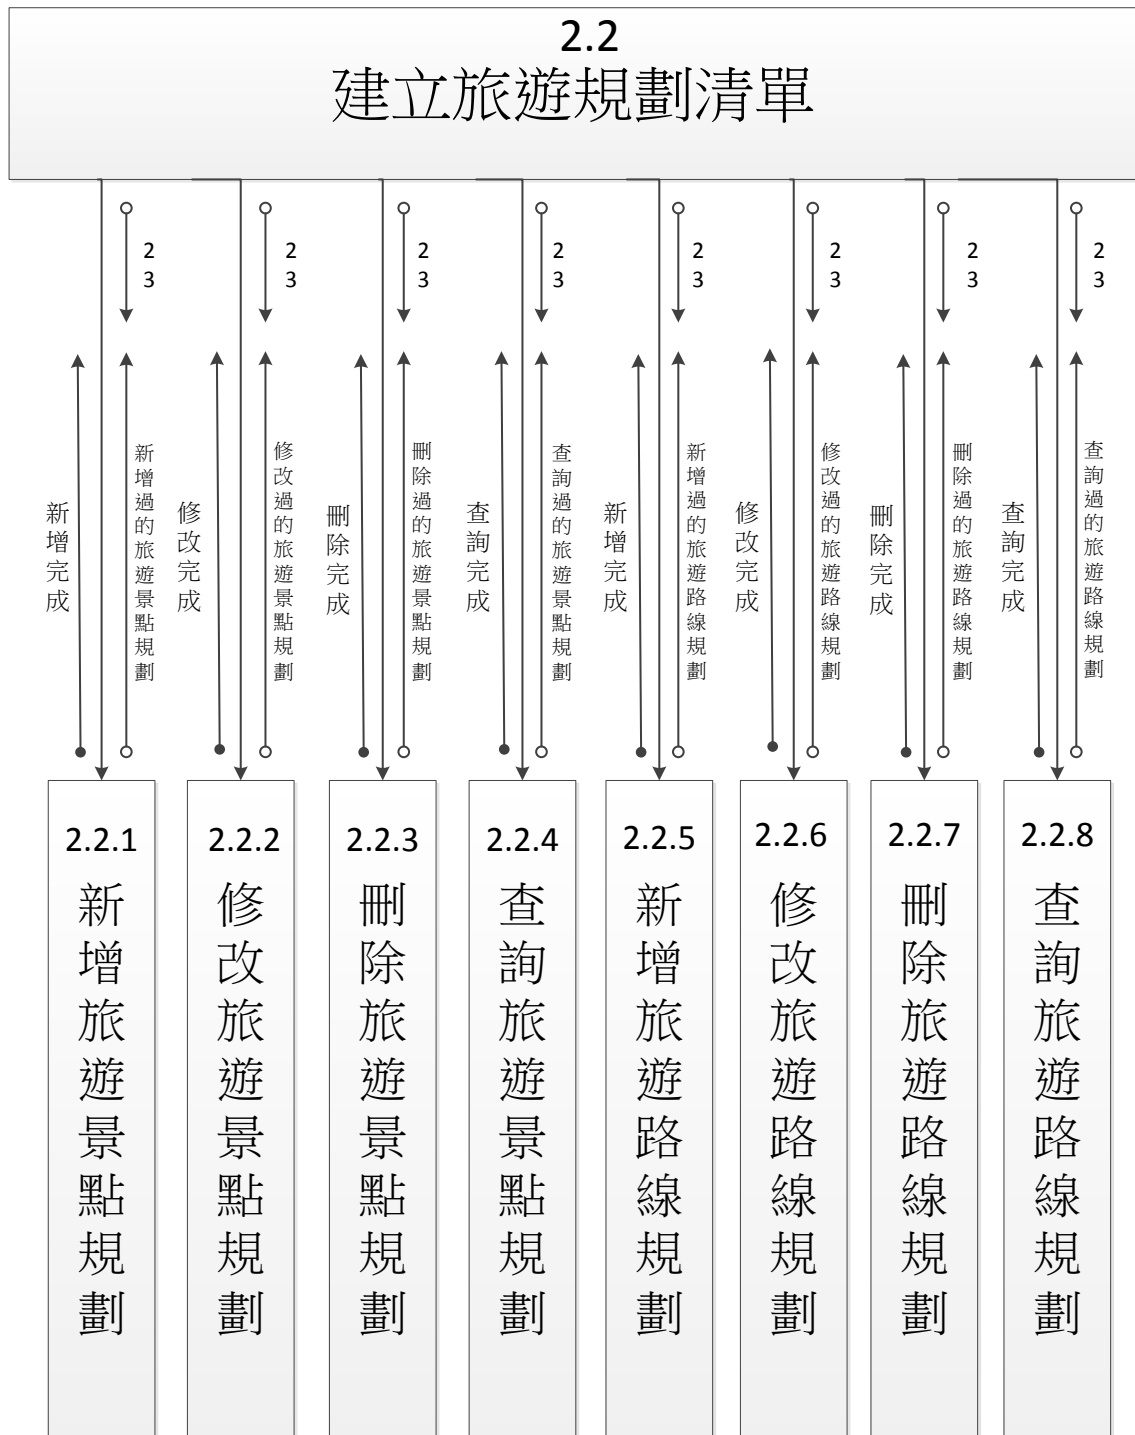 2.2
建立旅遊規劃清單
2
3
2
3
2
3
2
3
2
3
2
3
2
3
2
3
新增完成
新增過的旅遊景點規劃
修改完成
修改過的旅遊景點規劃
刪除完成
刪除過的旅遊景點規劃
查詢完成
查詢過的旅遊景點規劃
新增完成
新增過的旅遊路線規劃
修改完成
修改過的旅遊路線規劃
刪除完成
刪除過的旅遊路線規劃
查詢完成
查詢過的旅遊路線規劃
2.2.1
新增旅遊景點規劃
2.2.2
修改旅遊景點規劃
2.2.3
刪除旅遊景點規劃
2.2.4
查詢旅遊景點規劃
2.2.5
新增旅遊路線規劃
2.2.6
修改旅遊路線規劃
2.2.7
刪除旅遊路線規劃
2.2.8
查詢旅遊路線規劃